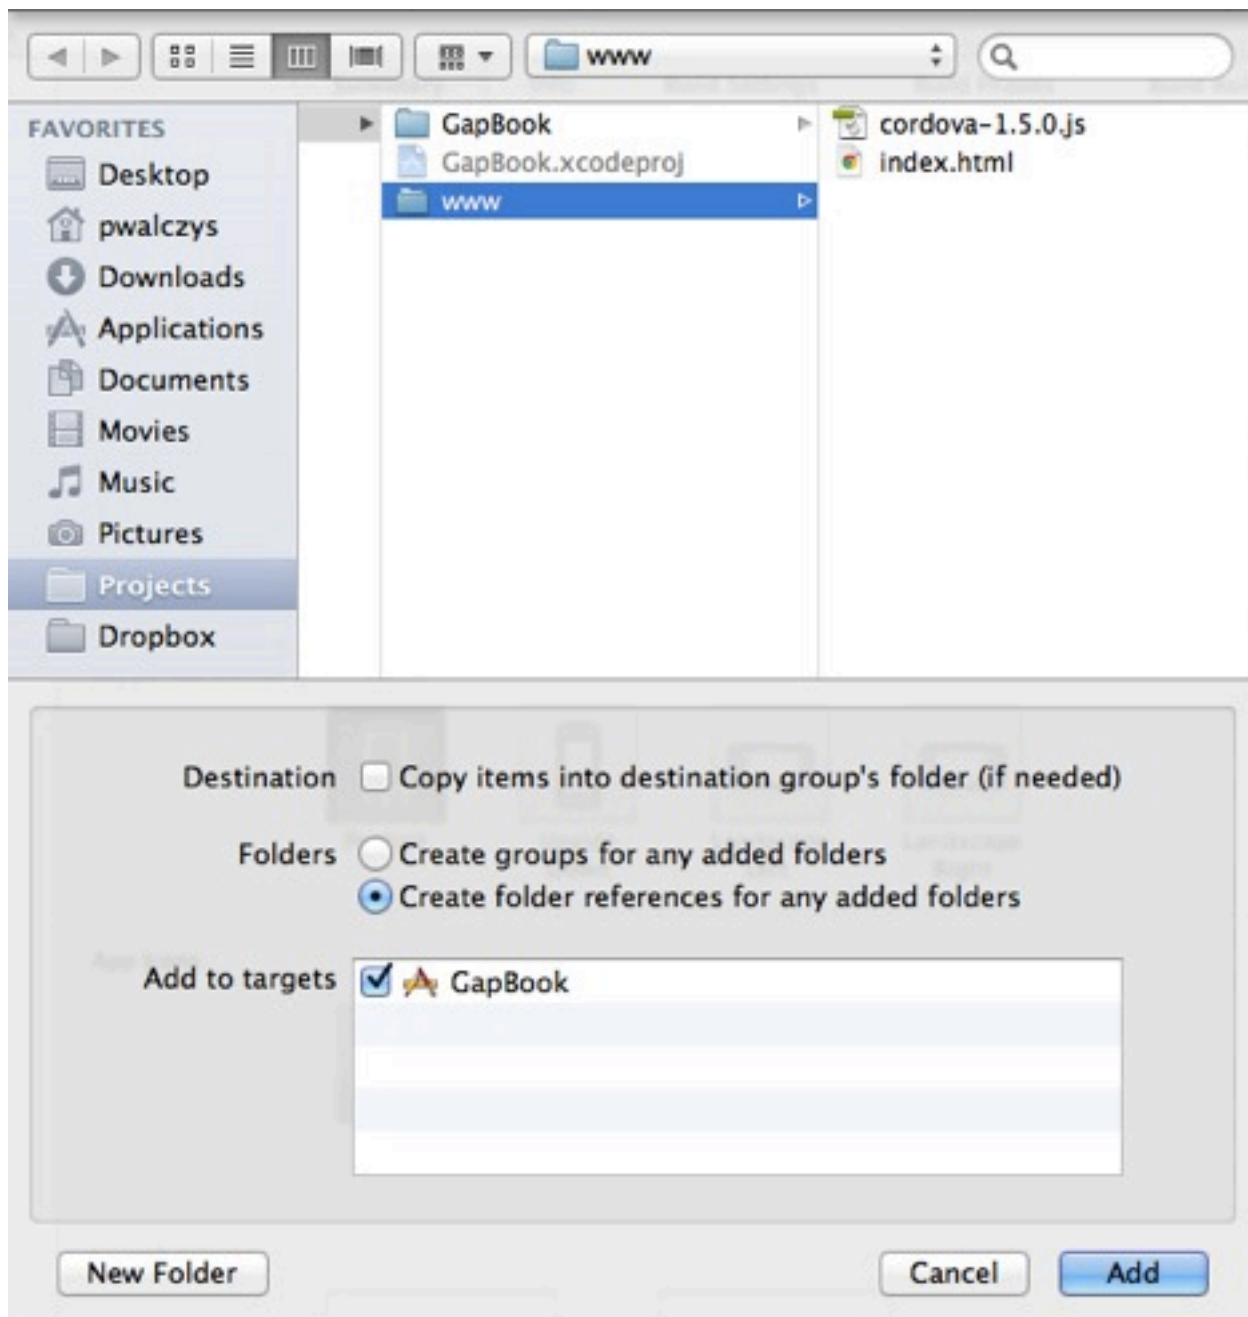 www
FAVORITES
Desktop
pwalczys
Downloads
Applications
Documents
Movies
Music
Pictures
Projects
Dropbox
GapBook
GapBook.xcodeproj
www
cordova-1.5.0.js
index.html
Destination Copy items into destination group's folder (if needed)
Folders Create groups for any added folders
Create folder references for any added folders
Add to targets GapBook
New Folder Cancel Add